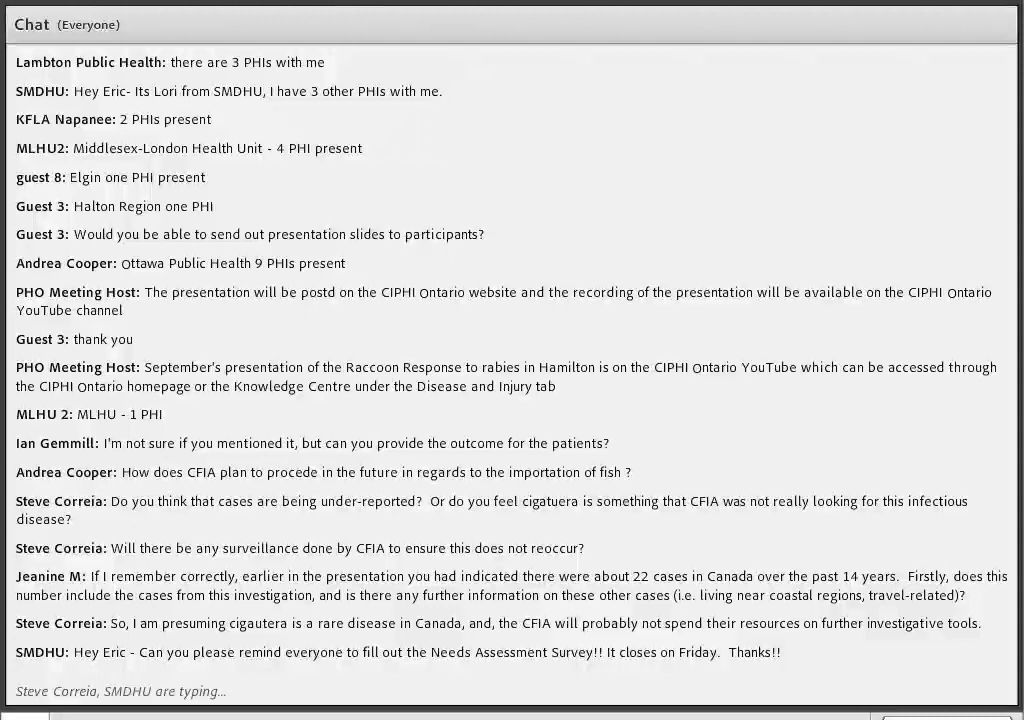 Chat (Everyone)
Lambton Public Health: there are 3 PHIs with me
SMDHU: Hey Eric- Its Lori from SMDHU, I have 3 other PHIs with me.
KFLA Napanee: 2 PHIs present
MLHU2: Middlesex-London Health Unit - 4 PHI present
guest 8: Elgin one PHI present
Guest 3: Halton Region one PHI
Guest 3: Would you be able to send out presentation slides to participants?
Andrea Cooper: Ottawa Public Health 9 PHIs present
PHO Meeting Host: The presentation will be postd on the CIPHI Ontario website and the recording of the presentation will be available on the CIPHI Ontario
YouTube channel
Guest 3: thank you
PHO Meeting Host: September's presentation of the Raccoon Response to rabies in Hamilton is on the CIPHI Ontario YouTube which can be accessed through
the CIPHI Ontario homepage or the Knowledge Centre under the Disease and Injury tab
MLHU 2: MLHU - 1 PHI
Ian Gemmill: I'm not sure if you mentioned it, but can you provide the outcome for the patients?
Andrea Cooper: How does CFIA plan to procede in the future in regards to the importation of fish ?
Steve Correia: Do you think that cases are being under-reported?  Or do you feel cigatuera is something that CFIA was not really looking for this infectious
disease?
Steve Correia: Will there be any surveillance done by CFIA to ensure this does not reoccur?
Jeanine M: If I remember correctly, earlier in the presentation you had indicated there were about 22 cases in Canada over the past 14 years.  Firstly, does this
number include the cases from this investigation, and is there any further information on these other cases (i.e. living near coastal regions, travel-related)?
Steve Correia: So, I am presuming cigautera is a rare disease in Canada, and, the CFIA will probably not spend their resources on further investigative tools.
SMDHU: Hey Eric - Can you please remind everyone to fill out the Needs Assessment Survey!! It closes on Friday.  Thanks!!
Steve Correia, SMDHU are typing...